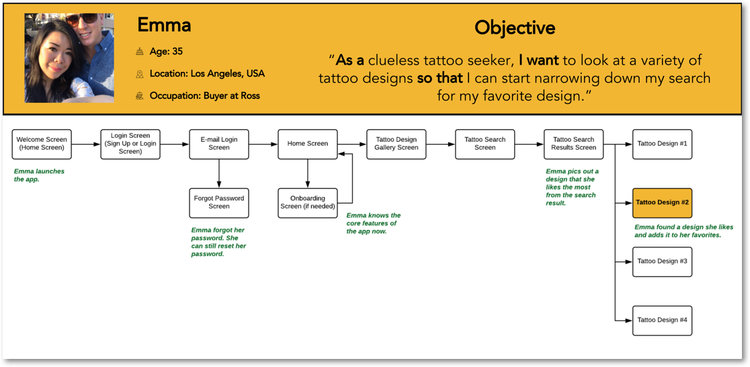 Emma
Age: 35
Location: Los Angeles, USA
Occupation: Buyer at Ross
Objective
“As a clueless tattoo seeker, I want to look at a variety of
tattoo designs so that I can start narrowing down my search
for my favorite design.”
Welcome Screen
(Home Screen)
Login Screen
(Sign Up or Login
Screen)
E-mail Login
Screen
Home Screen
Tattoo Design
Gallery Screen
Tattoo Search
Screen
Tattoo Search
Results Screen
Tattoo Design #1
Emma launches
the app.
Emma pics out a
design that she
likes the most
from the search
result.
Forgot Password
Screen
Onboarding
Screen (if needed)
Tattoo Design #2
Emma knows the
core features of
the app now.
Emma forgot her
password. She
can still reset her
password.
Emma found a design she likes
and adds it to her favorites.
Tattoo Design #3
Tattoo Design #4